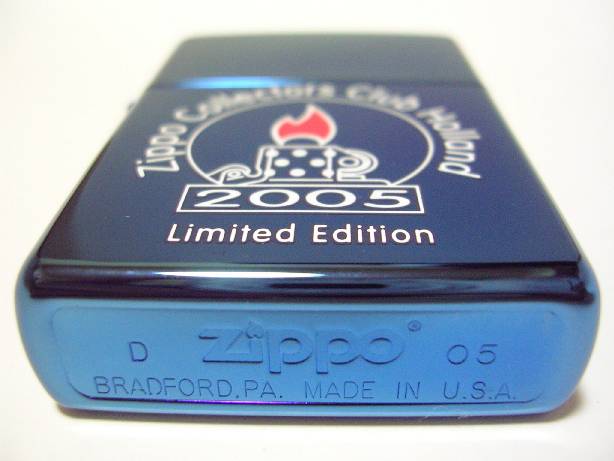 Zippo Collectors Club Holland
2005
Limited Edition
D Zippo® 05
BRADFORD,PA. MADE IN U.S.A.